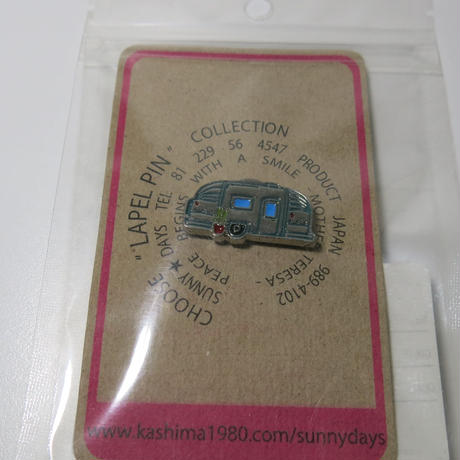 CHOOSE "LAPEL PIN" COLLECTION
SUNNY★DAYS TEL 81 229 56 4547 PRODUCT JAPAN 989-4102
PEACE BEGINS WITH A SMILE -MOTHER TERESA-
www.kashima1980.com/sunnydays